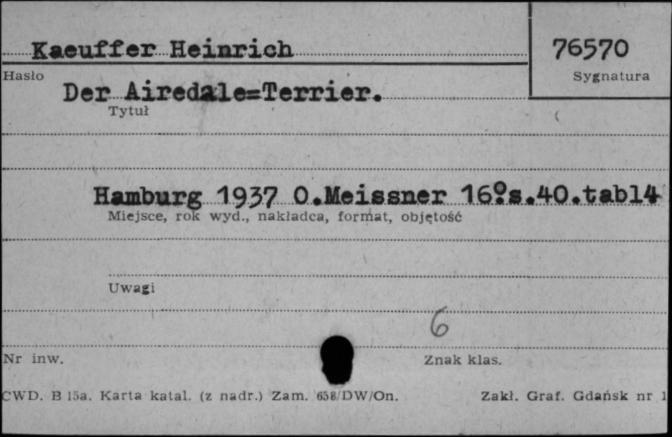 Kaeuffer Heinrich
76570
Hasło
Sygnatura
Der Airedale=Terrier.
Tytuł
Hamburg 1937 O.Meissner 16º s.40.tabl4
Miejsce, rok wyd., nakładca, format, objętość
Uwagi
6
Nr inw.
Znak klas.
CWD. B 15a. Karta katal. (z nadr.) Zam. 658/DW/On.
Zakł. Graf. Gdańsk nr 1